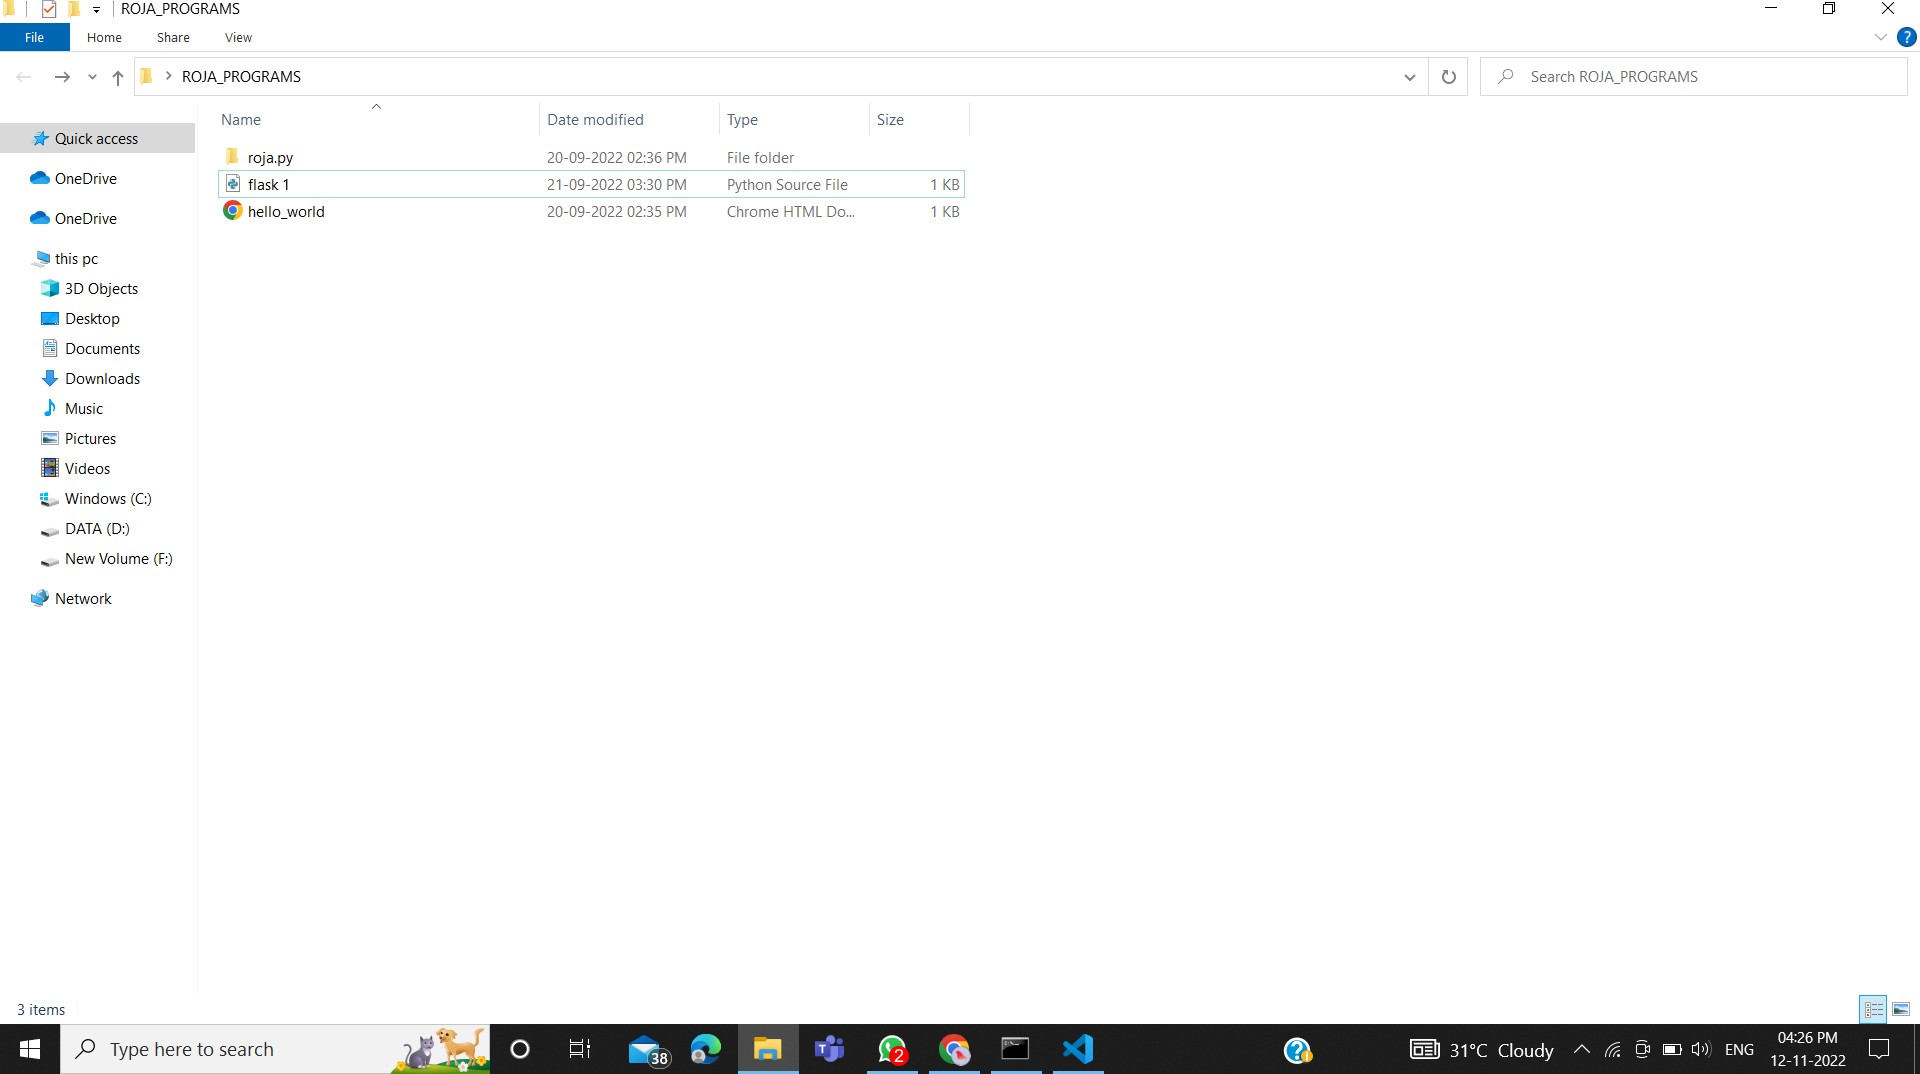 ROJA_PROGRAMS
File Home Share View
ROJA_PROGRAMS
Search ROJA_PROGRAMS
Name Date modified Type Size
Quick access
OneDrive
OneDrive
this pc
3D Objects
Desktop
Documents
Downloads
Music
Pictures
Videos
Windows (C:)
DATA (D:)
New Volume (F:)
Network
roja.py 20-09-2022 02:36 PM File folder
flask 1 21-09-2022 03:30 PM Python Source File 1 KB
hello_world 20-09-2022 02:35 PM Chrome HTML Do... 1 KB
3 items
Type here to search
38
2
31°C Cloudy
ENG
04:26 PM
12-11-2022